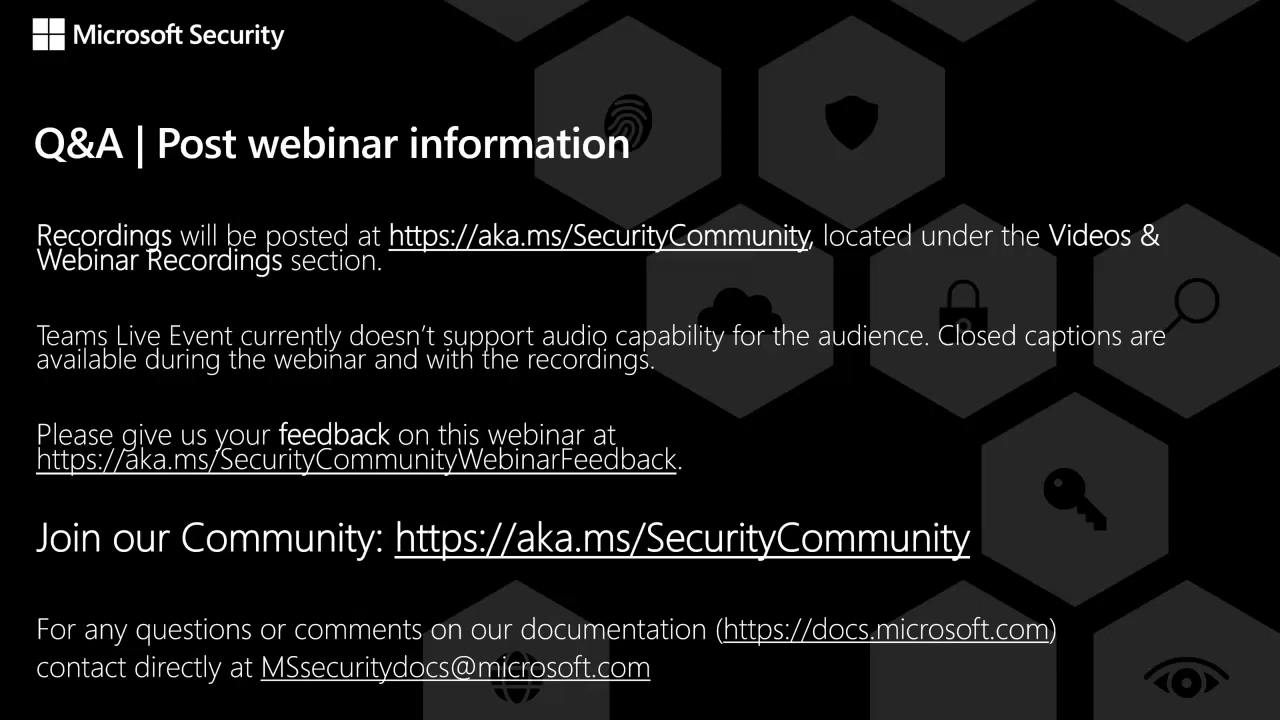 Microsoft Security
Q&A | Post webinar information
Recordings will be posted at https://aka.ms/SecurityCommunity, located under the Videos &
Webinar Recordings section.
Teams Live Event currently doesn’t support audio capability for the audience. Closed captions are
available during the webinar and with the recordings.
Please give us your feedback on this webinar at
https://aka.ms/SecurityCommunityWebinarFeedback.
Join our Community: https://aka.ms/SecurityCommunity
For any questions or comments on our documentation (https://docs.microsoft.com)
contact directly at MSsecuritydocs@microsoft.com